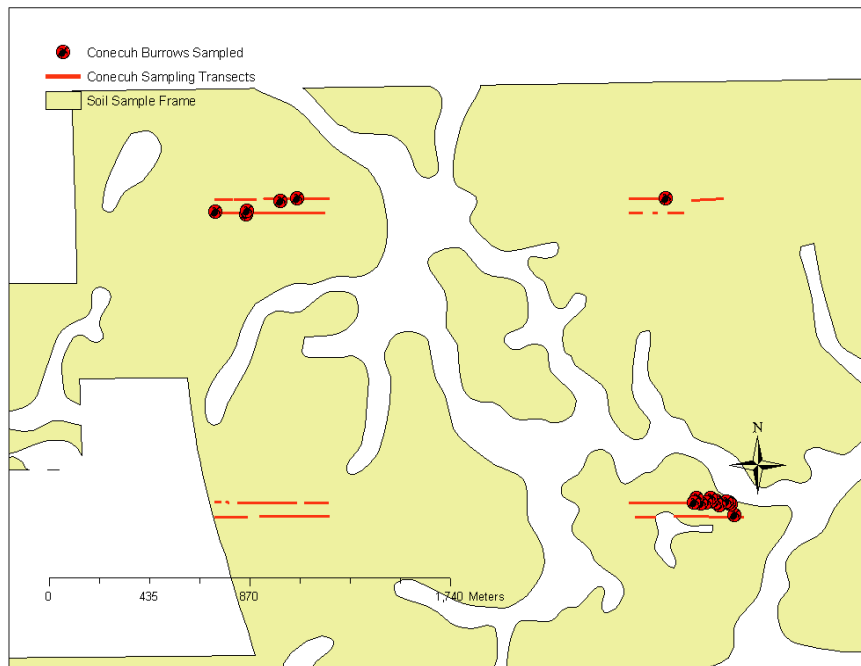 Conecuh Burrows Sampled
Conecuh Sampling Transects
Soil Sample Frame
N
0 435 870 1,740 Meters